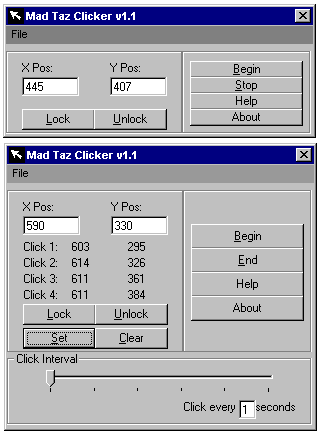 Mad Taz Clicker v1.1
File
X Pos: Y Pos:
445 407
Lock Unlock
Begin
Stop
Help
About
Mad Taz Clicker v1.1
File
X Pos: Y Pos:
590 330
Click 1: 603 295
Click 2: 614 326
Click 3: 611 361
Click 4: 611 384
Lock Unlock
Set Clear
Begin
End
Help
About
Click Interval
Click every 1 seconds